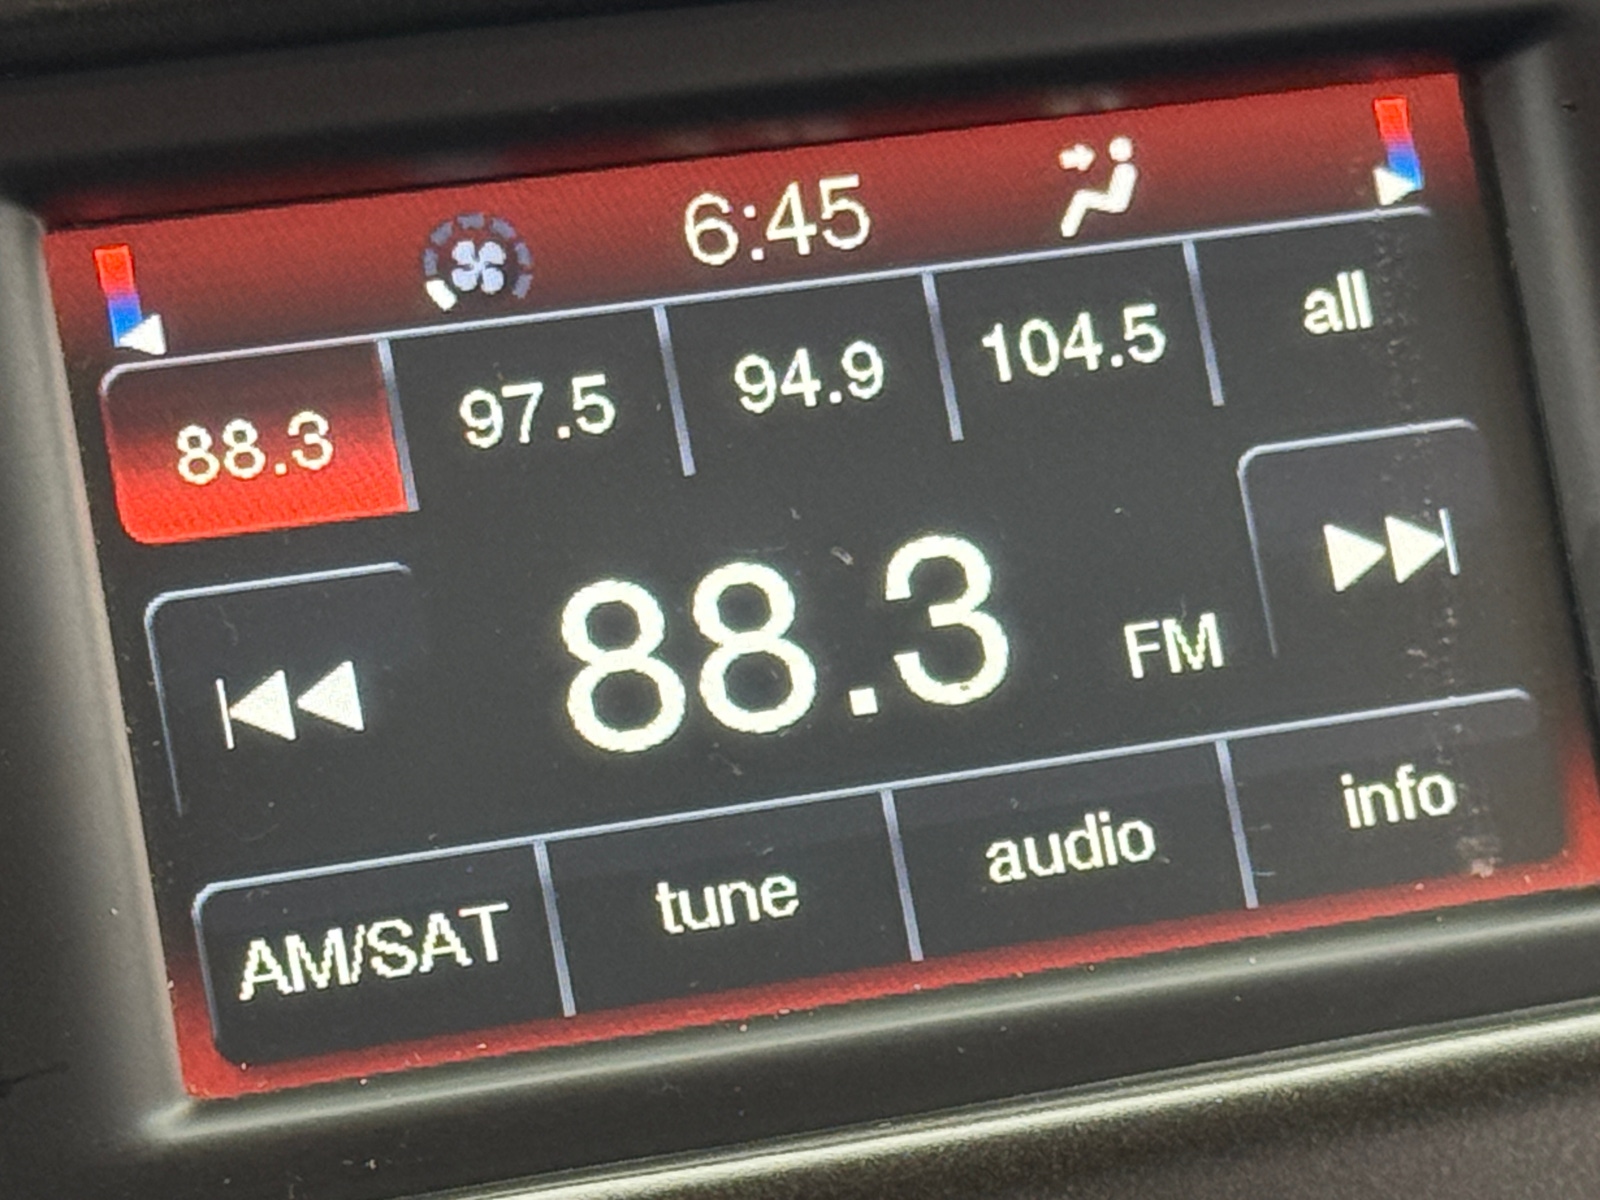 6:45
88.3 97.5 94.9 104.5 all
88.3 FM
AM/SAT tune audio info